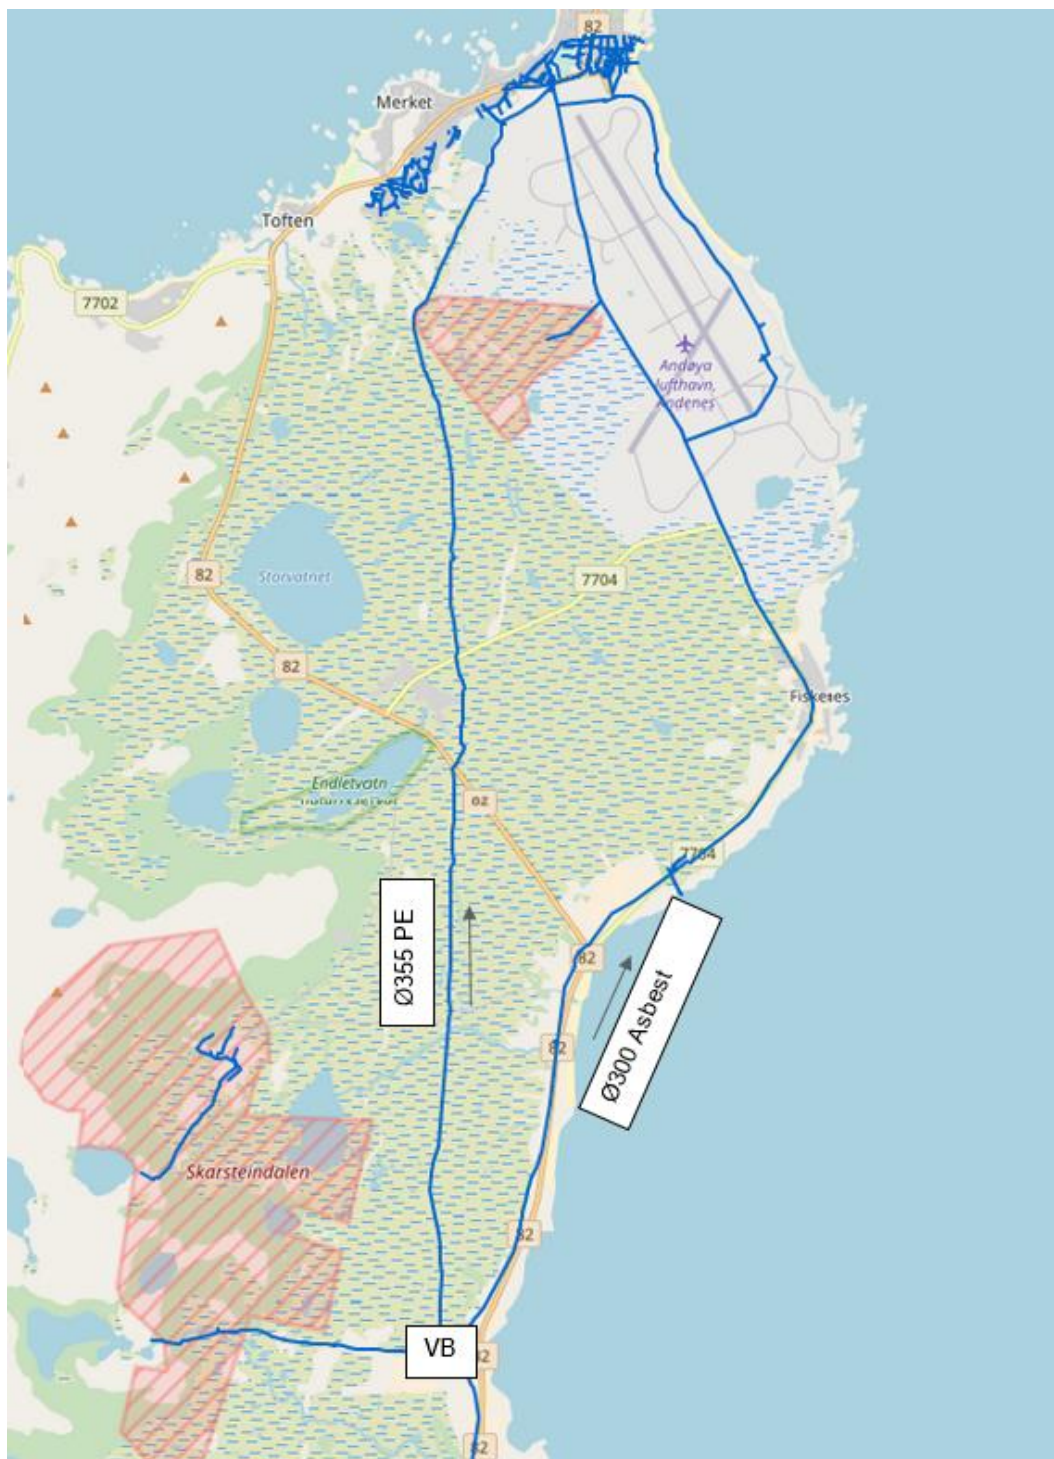 82
Merket
Toften
7702
Andøya
lufthavn,
Andenes
82
Storvatnet
7704
82
Fiskenes
Endletvatn
7704
Ø355 PE
82
Ø300 Asbest
82
Skarsteindalen
82
VB
82
82